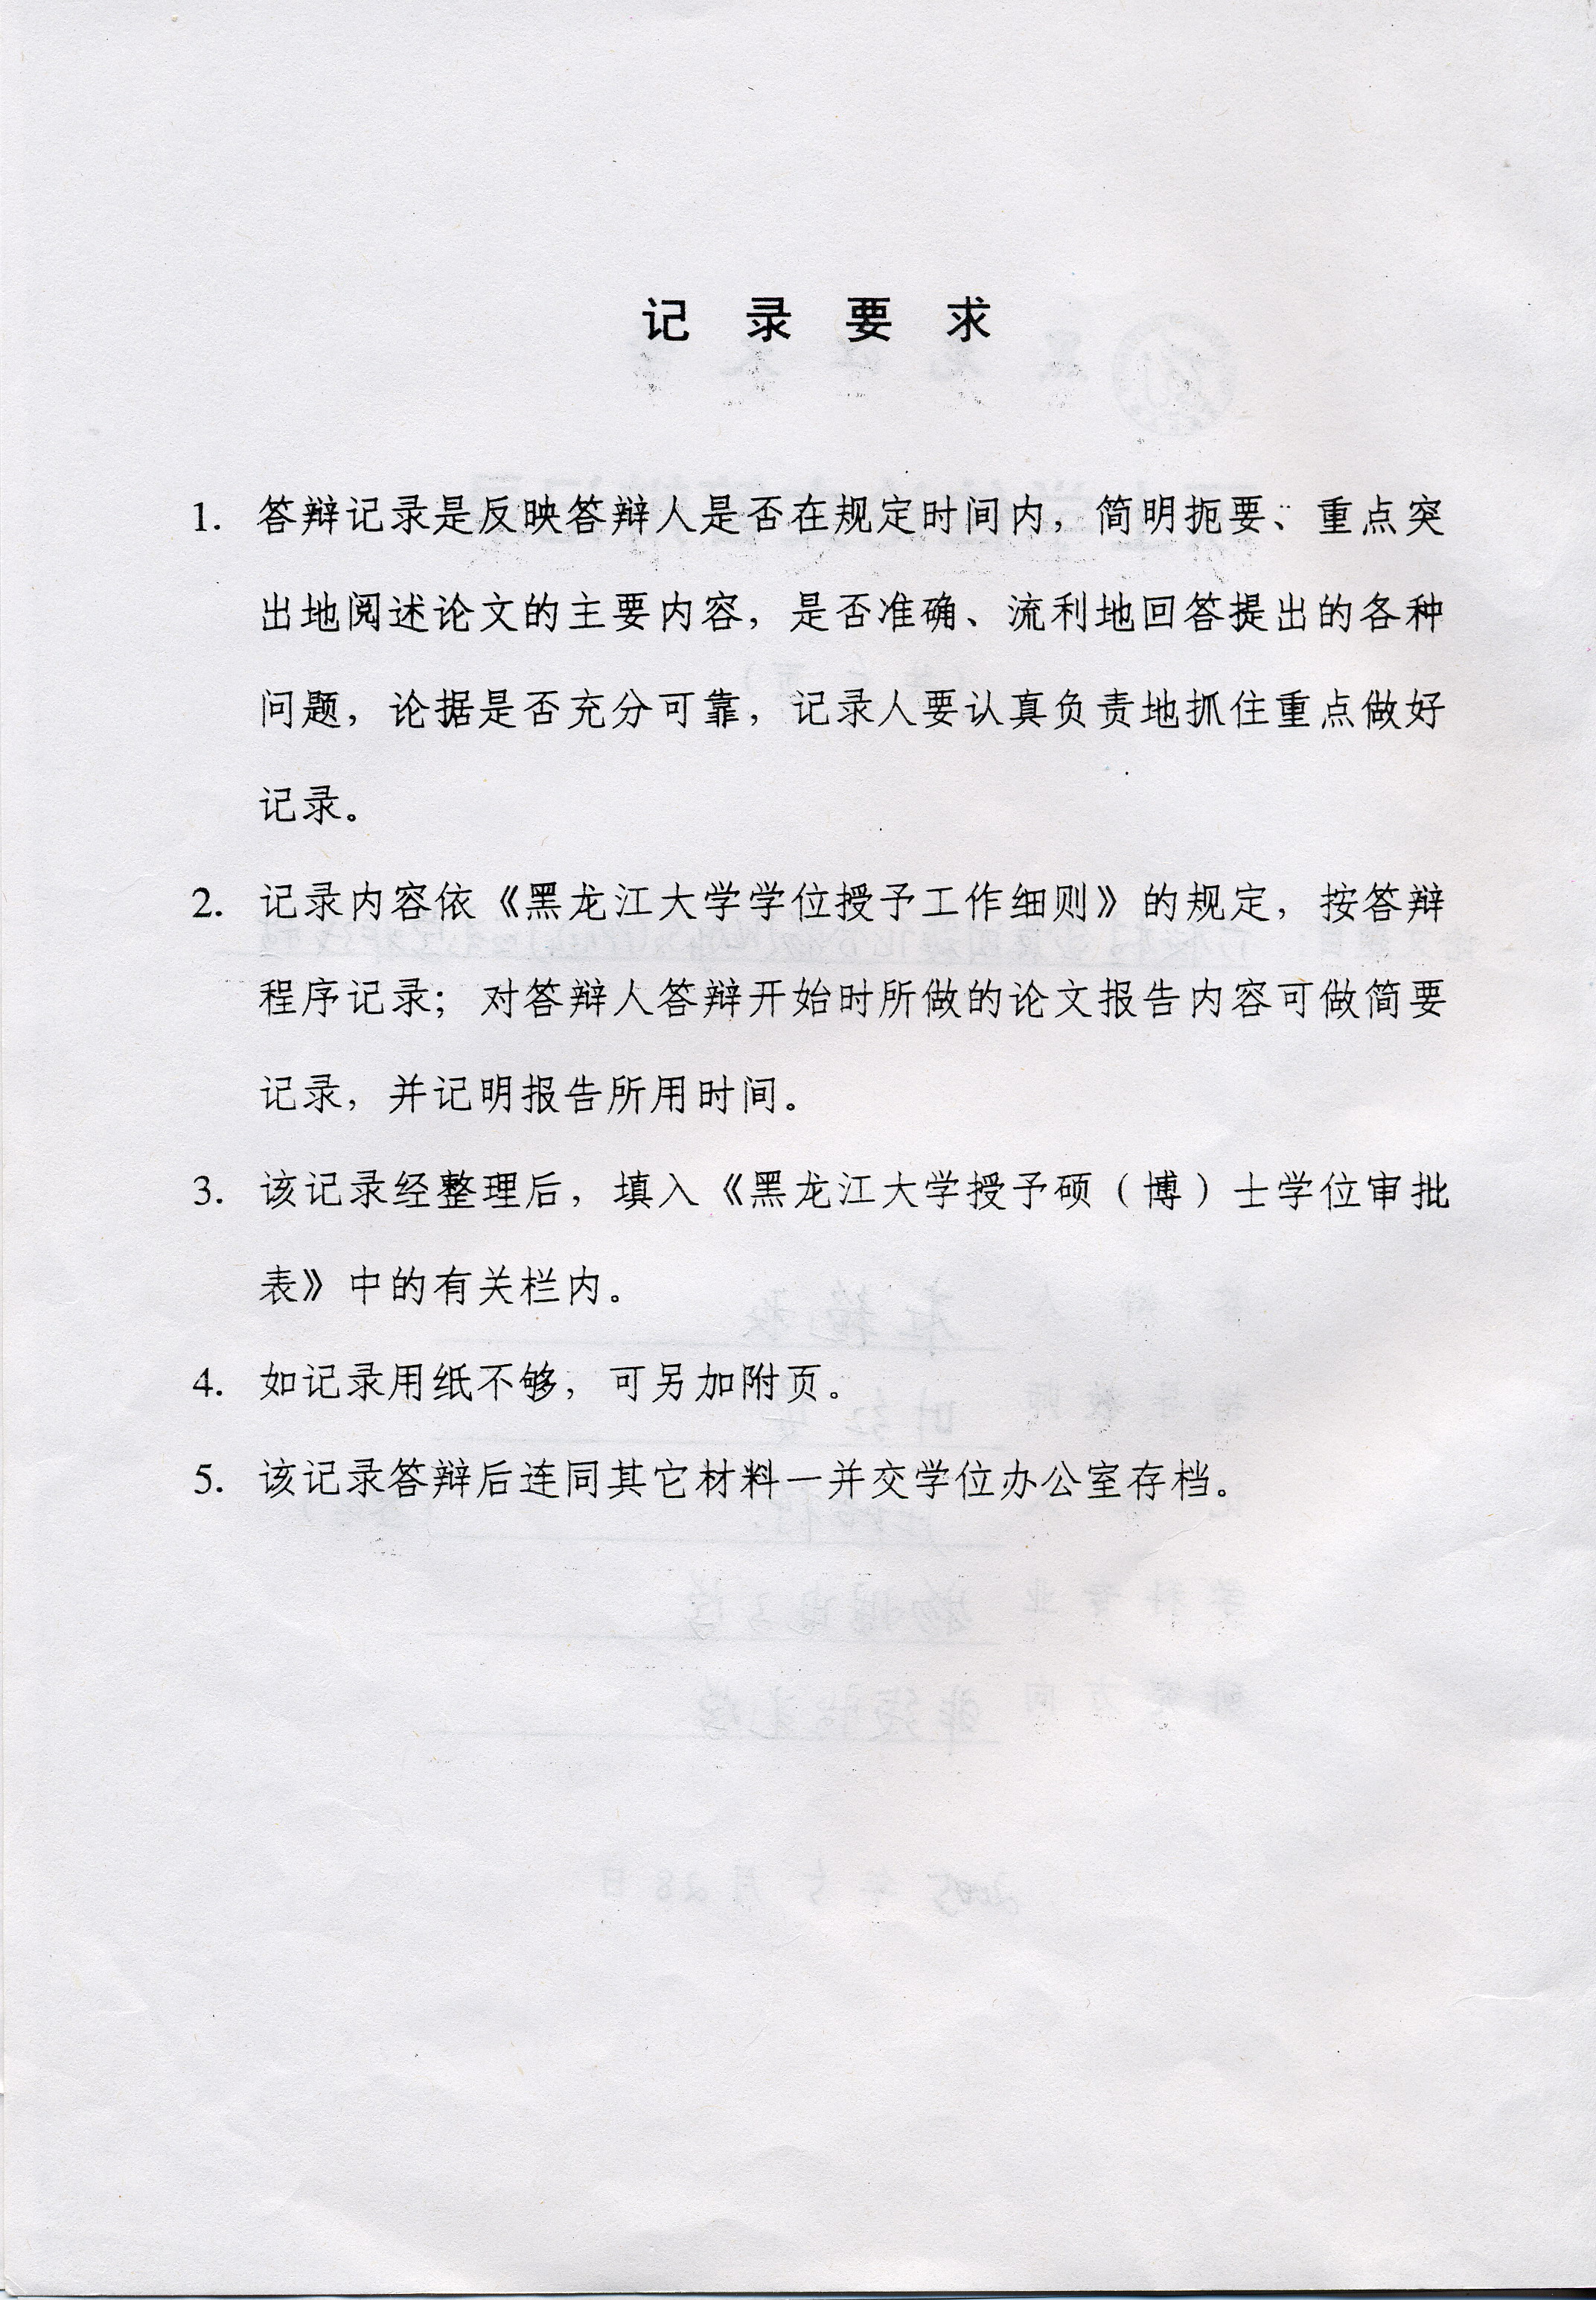 记录要求
1. 答辩记录是反映答辩人是否在规定时间内，简明扼要、重点突
出地阅述论文的主要内容，是否准确、流利地回答提出的各种
问题，论据是否充分可靠，记录人要认真负责地抓住重点做好
记录。
2. 记录内容依《黑龙江大学学位授予工作细则》的规定，按答辩
程序记录；对答辩人答辩开始时所做的论文报告内容可做简要
记录，并记明报告所用时间。
3. 该记录经整理后，填入《黑龙江大学授予硕（博）士学位审批
表》中的有关栏内。
4. 如记录用纸不够，可另加附页。
5. 该记录答辩后连同其它材料一并交学位办公室存档。